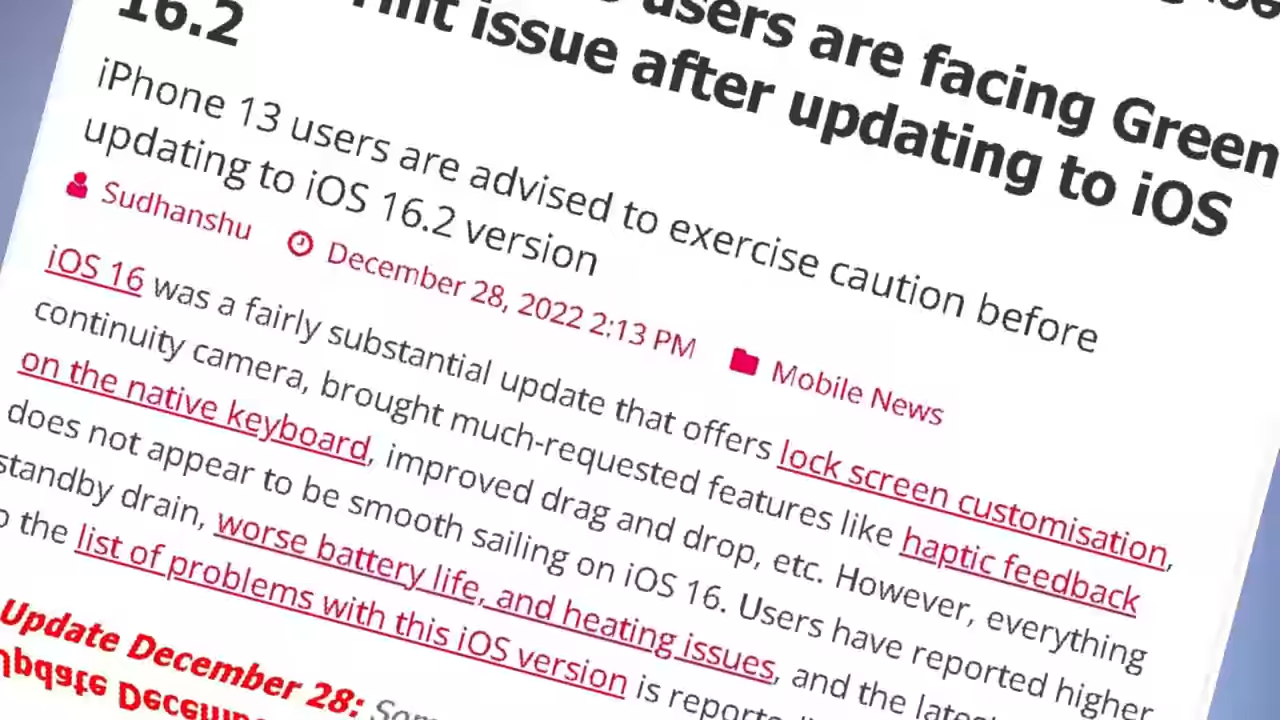 users are facing Green
issue after updating to iOS
16.2
iPhone 13 users are advised to exercise caution before
updating to iOS 16.2 version
Sudhanshu December 28, 2022 2:13 PM Mobile News
iOS 16 was a fairly substantial update that offers lock screen customisation,
continuity camera, brought much-requested features like haptic feedback
on the native keyboard, improved drag and drop, etc. However, everything
does not appear to be smooth sailing on iOS 16. Users have reported higher
standby drain, worse battery life, and heating issues, and the
the list of problems with this iOS version is
Update December 28: